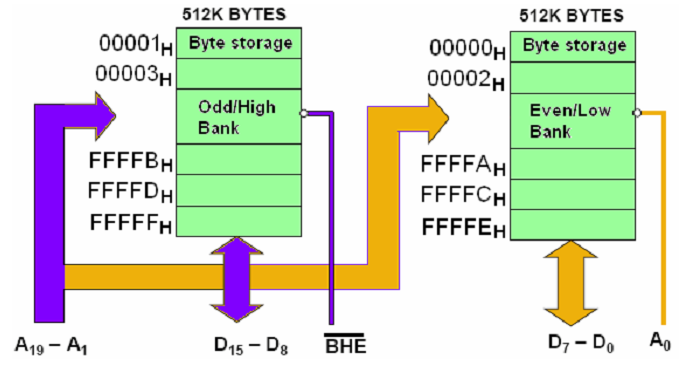 512K BYTES
00001H
Byte storage
00003H
Odd/High
Bank
FFFFBH
FFFFDH
FFFFFH
512K BYTES
00000H
Byte storage
00002H
Even/Low
Bank
FFFFAH
FFFFCH
FFFFEH
A19 – A1
D15 – D8
B̅H̅E̅
D7 – D0
A0